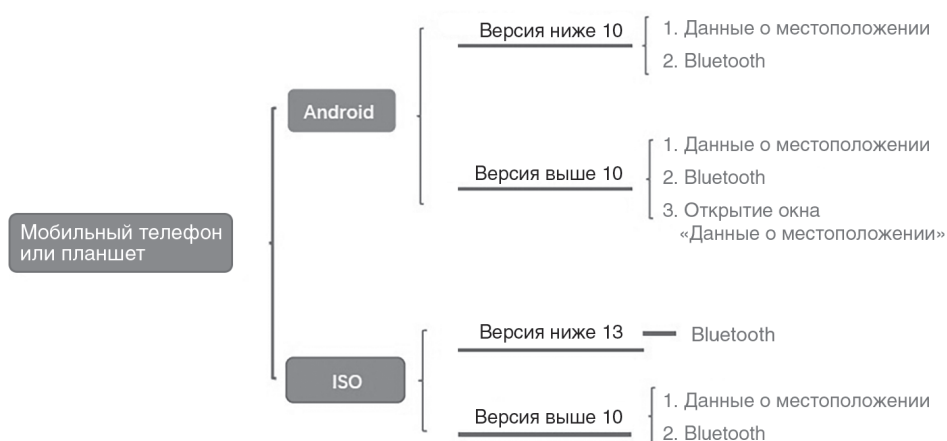 Мобильный телефон
или планшет
Android
Версия ниже 10
1. Данные о местоположении
2. Bluetooth
Версия выше 10
1. Данные о местоположении
2. Bluetooth
3. Открытие окна
«Данные о местоположении»
ISO
Версия ниже 13
Bluetooth
Версия выше 10
1. Данные о местоположении
2. Bluetooth